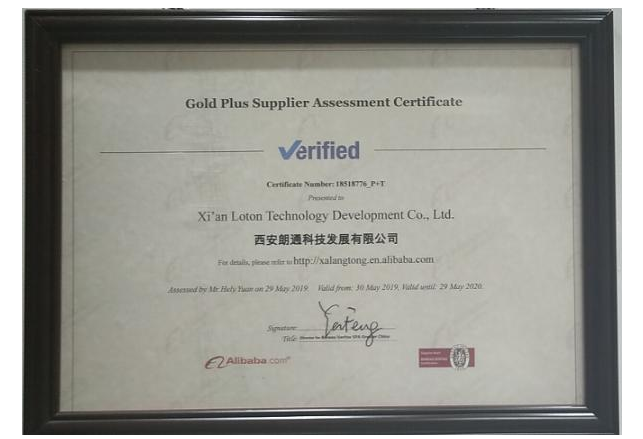 Gold Plus Supplier Assessment Certificate
Verified
Certificate Number: 18518776_P+T
Presented to
Xi'an Loton Technology Development Co., Ltd.
西安朗通科技发展有限公司
For details, please refer to http://xalangtong.en.alibaba.com
Assessed by Mr. Hely Yuan on 29 May 2019. Valid from: 30 May 2019, Valid until: 29 May 2020.
Signature:
Title:
Alibaba.com